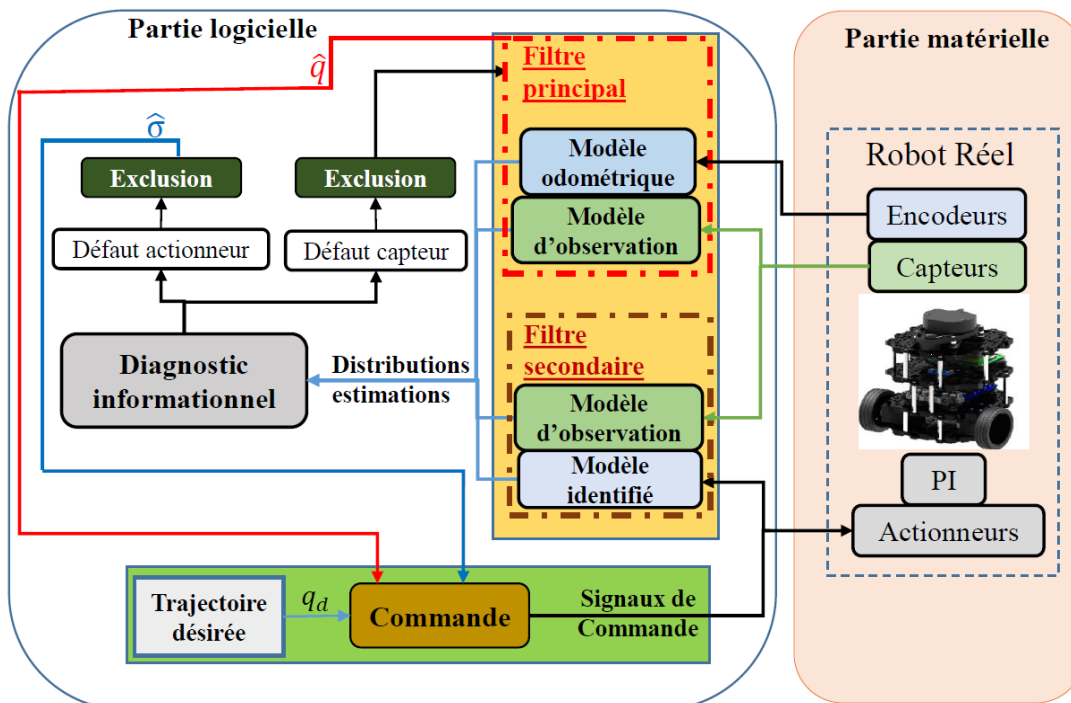 Partie logicielle
Partie matérielle
q̂
σ̂
Filtre
principal
Exclusion
Exclusion
Modèle
odométrique
Modèle
d’observation
Défaut actionneur
Défaut capteur
Diagnostic
informationnel
Distributions
estimations
Filtre
secondaire
Modèle
d’observation
Modèle
identifié
Robot Réel
Encodeurs
Capteurs
PI
Actionneurs
Trajectoire
désirée
q_d
Commande
Signaux de
Commande